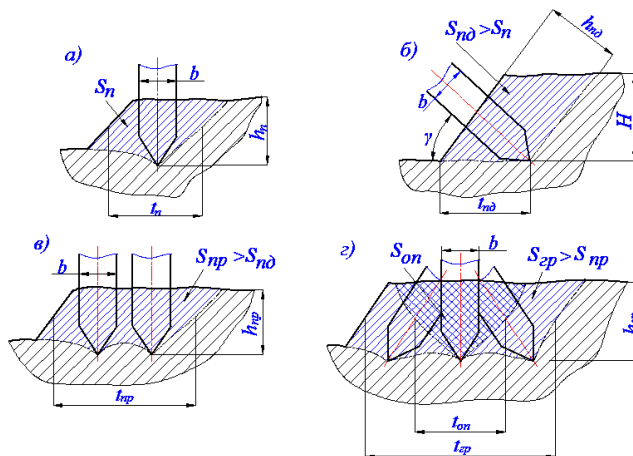 а)
b
Sп
hп
tп
б)
Sпд>Sп
hпд
b
γ
H
tпд
в)
b
Sпр>Sпд
hпр
tпр
г)
Sоп
b
Sгр>Sпр
tоп
tгр